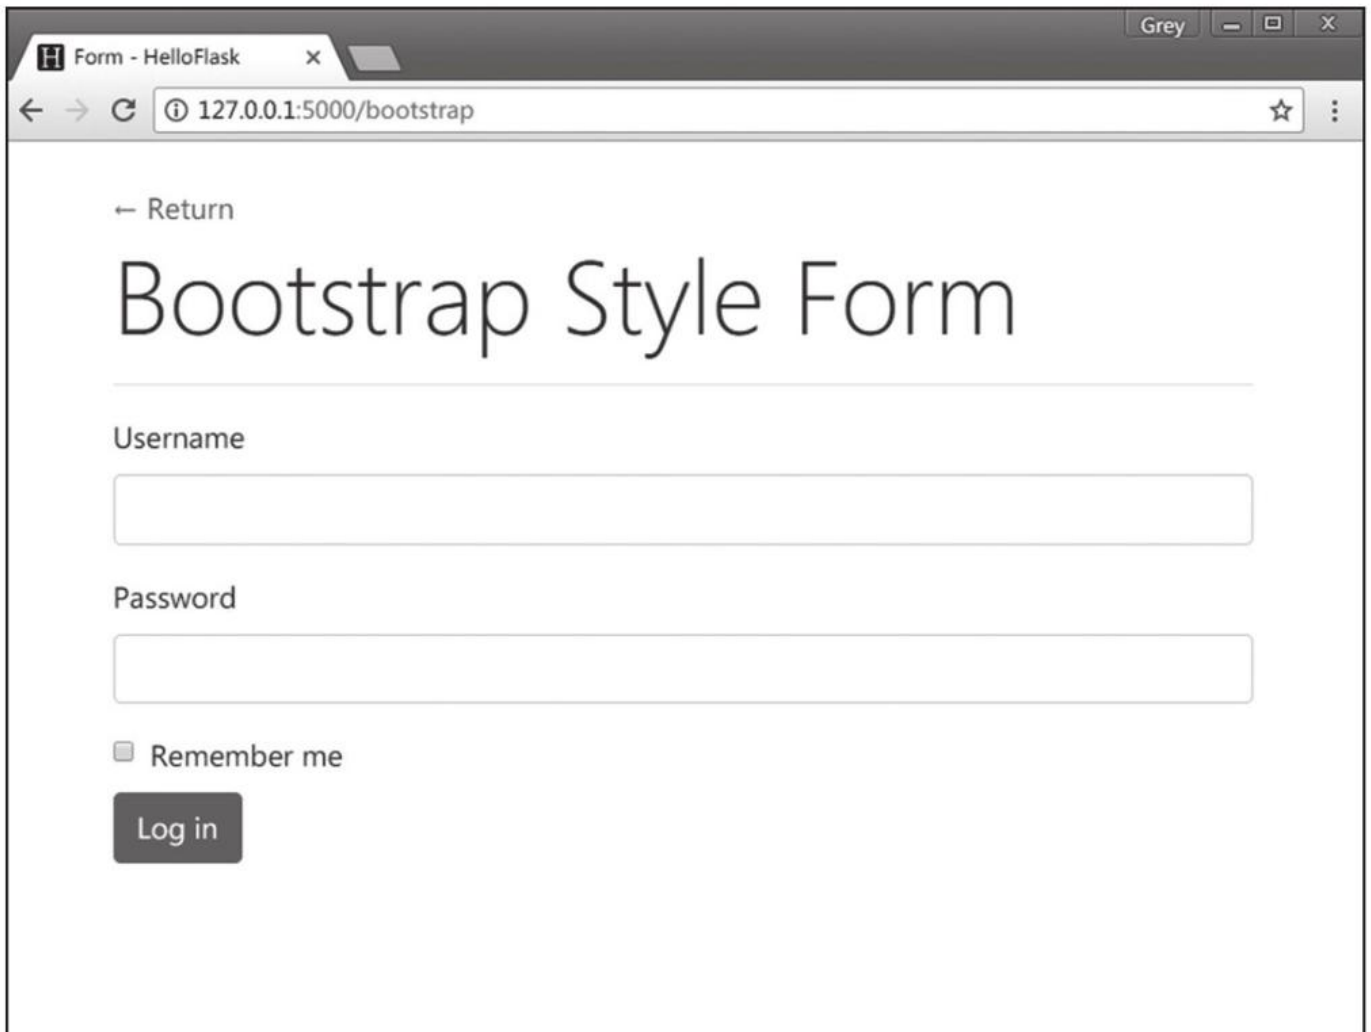 Grey
H Form - HelloFlask
127.0.0.1:5000/bootstrap
← Return
Bootstrap Style Form
Username
Password
Remember me
Log in